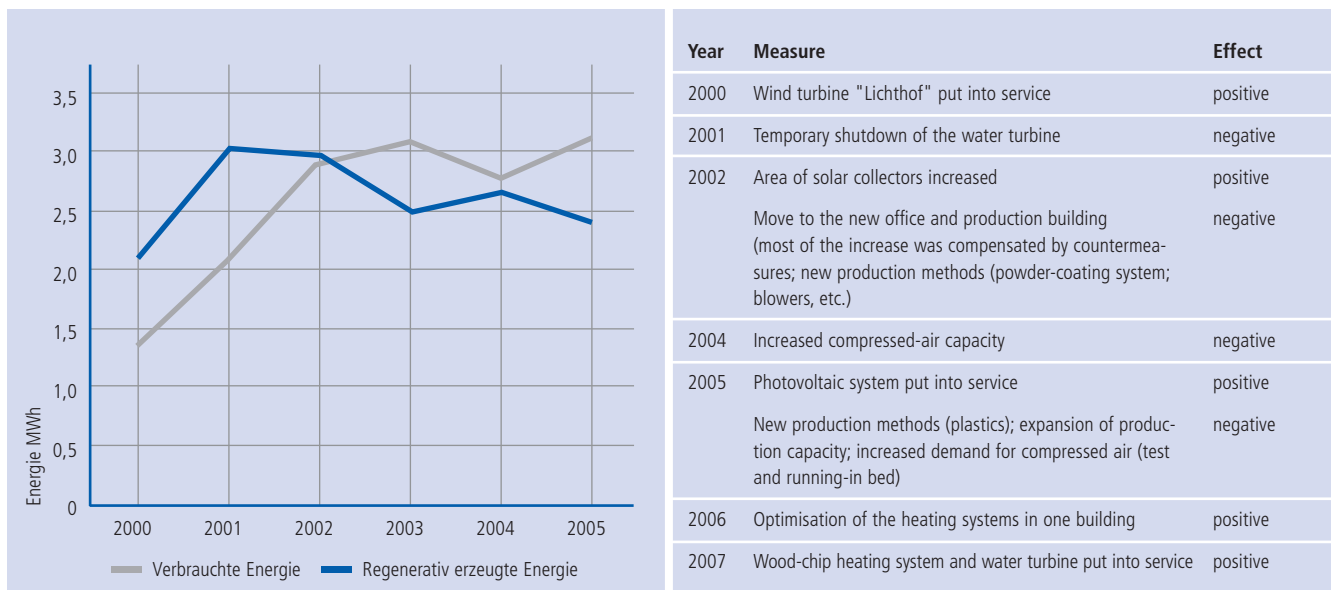 3,5
3,0
2,5
2,0
1,5
1,0
0,5
0
Energie MWh
2000 2001 2002 2003 2004 2005
Verbrauchte Energie Regenerativ erzeugte Energie
Year Measure Effect
2000 Wind turbine "Lichthof" put into service positive
2001 Temporary shutdown of the water turbine negative
2002 Area of solar collectors increased positive
Move to the new office and production building negative
(most of the increase was compensated by countermea-
sures; new production methods (powder-coating system;
blowers, etc.)
2004 Increased compressed-air capacity negative
2005 Photovoltaic system put into service positive
New production methods (plastics); expansion of produc- negative
tion capacity; increased demand for compressed air (test
and running-in bed)
2006 Optimisation of the heating systems in one building positive
2007 Wood-chip heating system and water turbine put into service positive